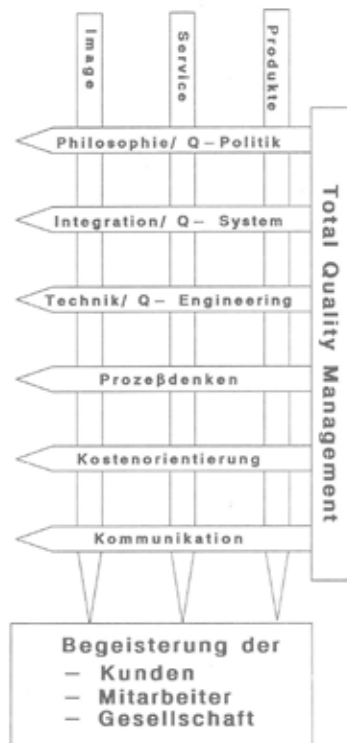 Image
Service
Produkte
Philosophie/ Q – Politik
Integration/ Q – System
Technik/ Q – Engineering
Prozeßdenken
Kostenorientierung
Kommunikation
Total Quality Management
Begeisterung der
– Kunden
– Mitarbeiter
– Gesellschaft